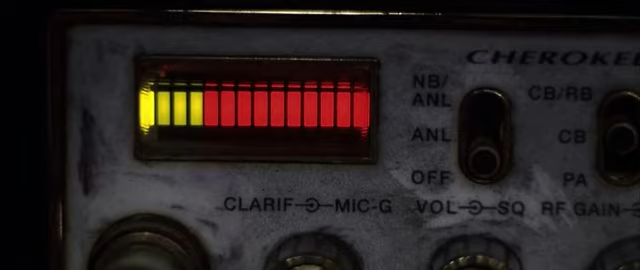 CHEROKEE
NB/
ANL
CB/RB
ANL
CB
OFF
PA
CLARIF MIC-G VOL SQ RF GAIN